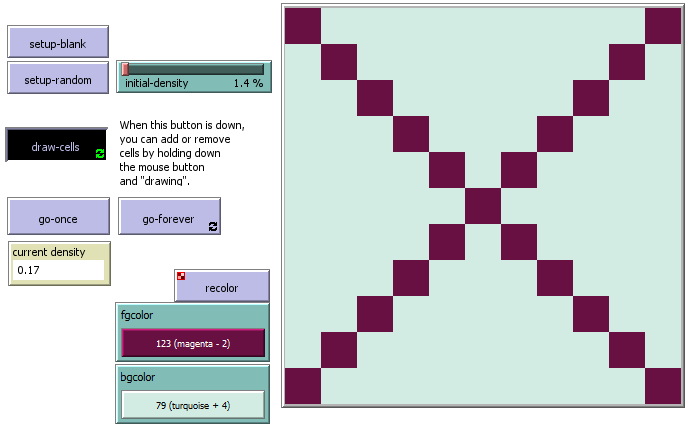 setup-blank
setup-random
initial-density 1.4 %
draw-cells
When this button is down,
you can add or remove
cells by holding down
the mouse button
and "drawing".
go-once
go-forever
current density
0.17
recolor
fgcolor
123 (magenta - 2)
bgcolor
79 (turquoise + 4)